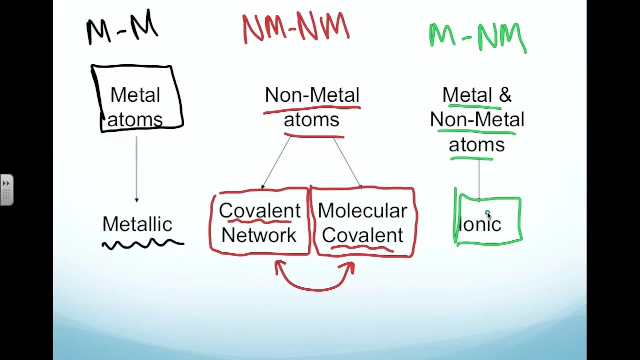 M-M
NM-NM
M-NM
Metal
atoms
Non-Metal
atoms
Metal &
Non-Metal
atoms
Metallic
Covalent
Network
Molecular
Covalent
Ionic